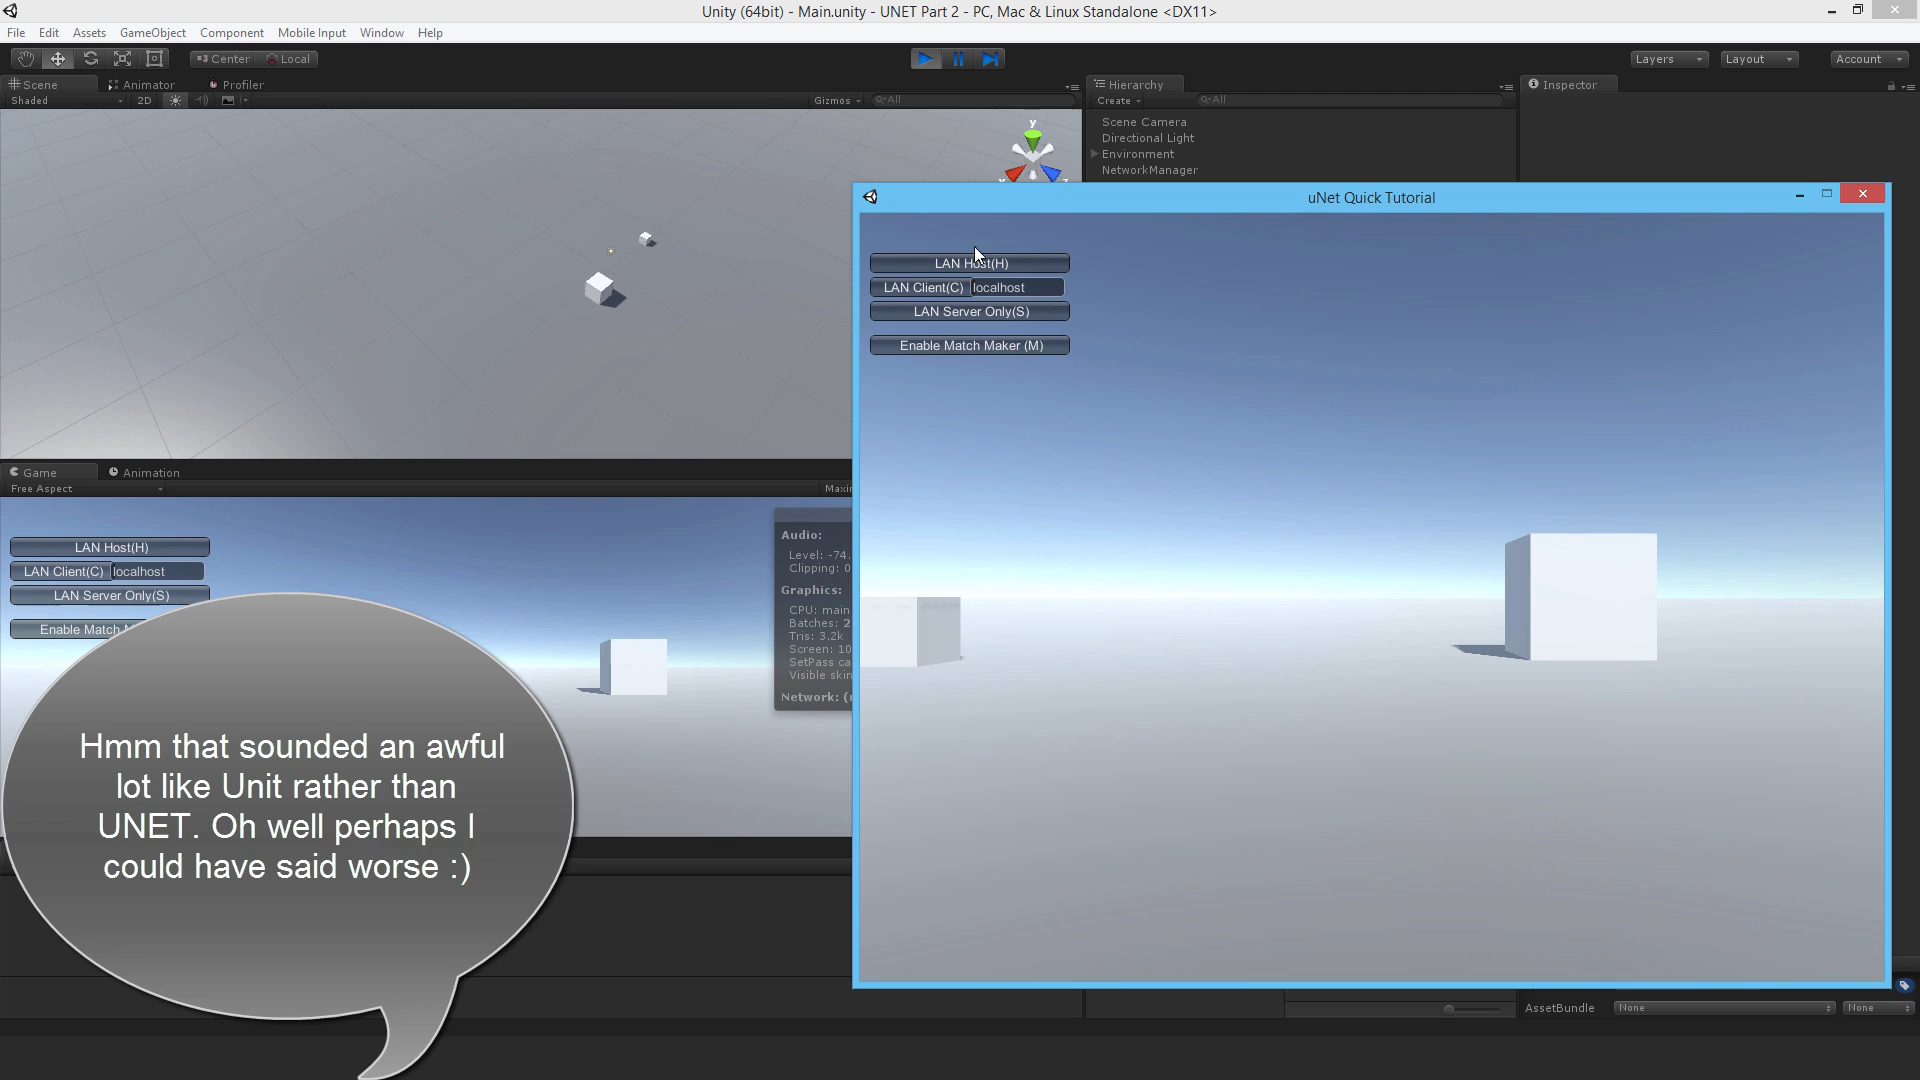 Unity (64bit) - Main.unity - UNET Part 2 - PC, Mac & Linux Standalone <DX11>
File Edit Assets GameObject Component Mobile Input Window Help
Center Local
Layers Layout Account
Scene Animator Profiler
Shaded 2D Gizmos All
y
Hierarchy
Create All
Scene Camera
Directional Light
Environment
NetworkManager
Inspector
uNet Quick Tutorial
LAN Host(H)
LAN Client(C) localhost
LAN Server Only(S)
Enable Match Maker (M)
Game Animation
Free Aspect Maxi
LAN Host(H)
LAN Client(C) localhost
LAN Server Only(S)
Enable Match
Audio:
Level: -74.
Clipping: 0
Graphics:
CPU: main
Batches: 2
Tris: 3.2k
Screen: 10
SetPass ca
Visible skin
Network: (
Hmm that sounded an awful
lot like Unit rather than
UNET. Oh well perhaps I
could have said worse :)
AssetBundle None None